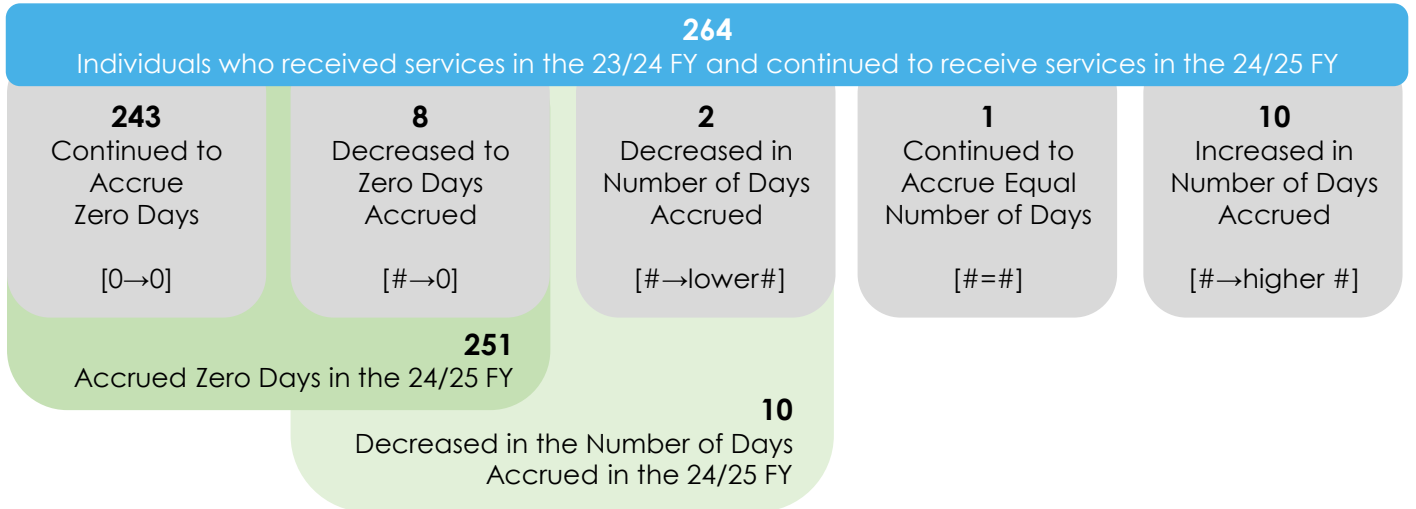 264
Individuals who received services in the 23/24 FY and continued to receive services in the 24/25 FY
243
Continued to
Accrue
Zero Days
[0→0]
8
Decreased to
Zero Days
Accrued
[#→0]
2
Decreased in
Number of Days
Accrued
[#→lower#]
1
Continued to
Accrue Equal
Number of Days
[#=#]
10
Increased in
Number of Days
Accrued
[#→higher #]
251
Accrued Zero Days in the 24/25 FY
10
Decreased in the Number of Days
Accrued in the 24/25 FY